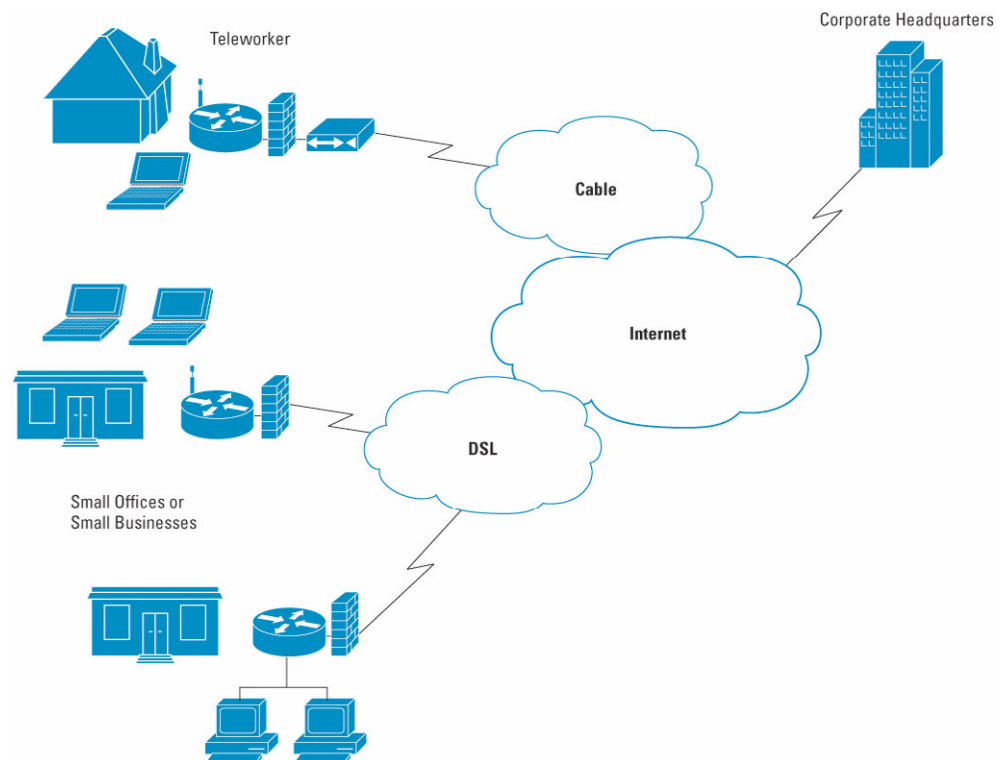 Corporate Headquarters
Teleworker
Cable
Internet
DSL
Small Offices or
Small Businesses